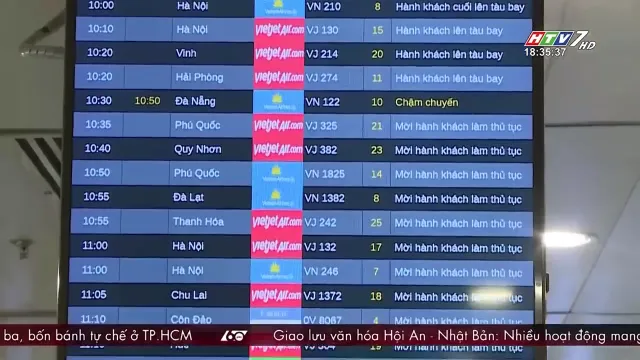 10:00 Hà Nội VN 210 8 Hành khách cuối lên tàu bay
10:10 Hà Nội vietjetAir.com VJ 130 15 Hành khách lên tàu bay
10:20 Vinh vietjetAir.com VJ 214 20 Hành khách lên tàu bay
10:20 Hải Phòng vietjetAir.com VJ 274 11 Hành khách lên tàu bay
10:30 10:50 Đà Nẵng VN 122 10 Chậm chuyến
10:35 Phú Quốc vietjetAir.com VJ 325 21 Mời hành khách làm thủ tục
10:40 Quy Nhơn vietjetAir.com VJ 382 23 Mời hành khách làm thủ tục
10:50 Phú Quốc VN 1825 14 Mời hành khách làm thủ tục
10:55 Đà Lạt VN 1382 8 Mời hành khách làm thủ tục
10:55 Thanh Hóa vietjetAir.com VJ 242 25 Mời hành khách làm thủ tục
11:00 Hà Nội vietjetAir.com VJ 132 17 Mời hành khách làm thủ tục
11:00 Hà Nội VN 246 7 Mời hành khách làm thủ tục
11:05 Chu Lai vietjetAir.com VJ 1372 18 Mời hành khách làm thủ tục
11:10 Côn Đảo 0V 8067 4 Mời hành khách làm thủ tục
HTV7 HD
18:35:37
ba, bốn bánh tự chế ở TP.HCM 60 Giao lưu văn hóa Hội An - Nhật Bản: Nhiều hoạt động mang